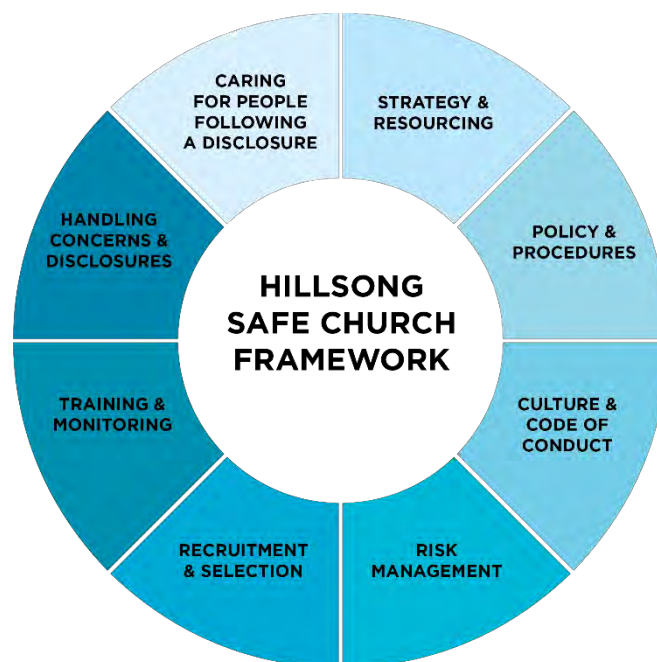 HILLSONG
SAFE CHURCH
FRAMEWORK
STRATEGY &
RESOURCING
POLICY &
PROCEDURES
CULTURE &
CODE OF
CONDUCT
RISK
MANAGEMENT
RECRUITMENT
& SELECTION
TRAINING &
MONITORING
HANDLING
CONCERNS &
DISCLOSURES
CARING
FOR PEOPLE
FOLLOWING
A DISCLOSURE